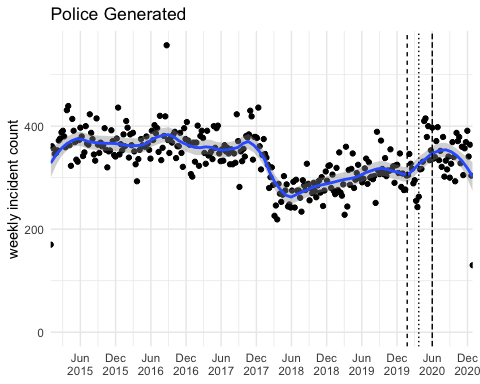 Police Generated
weekly incident count
400
200
0
Jun Dec Jun Dec Jun Dec Jun Dec Jun Dec Jun Dec
2015 2015 2016 2016 2017 2017 2018 2018 2019 2019 2020 2020